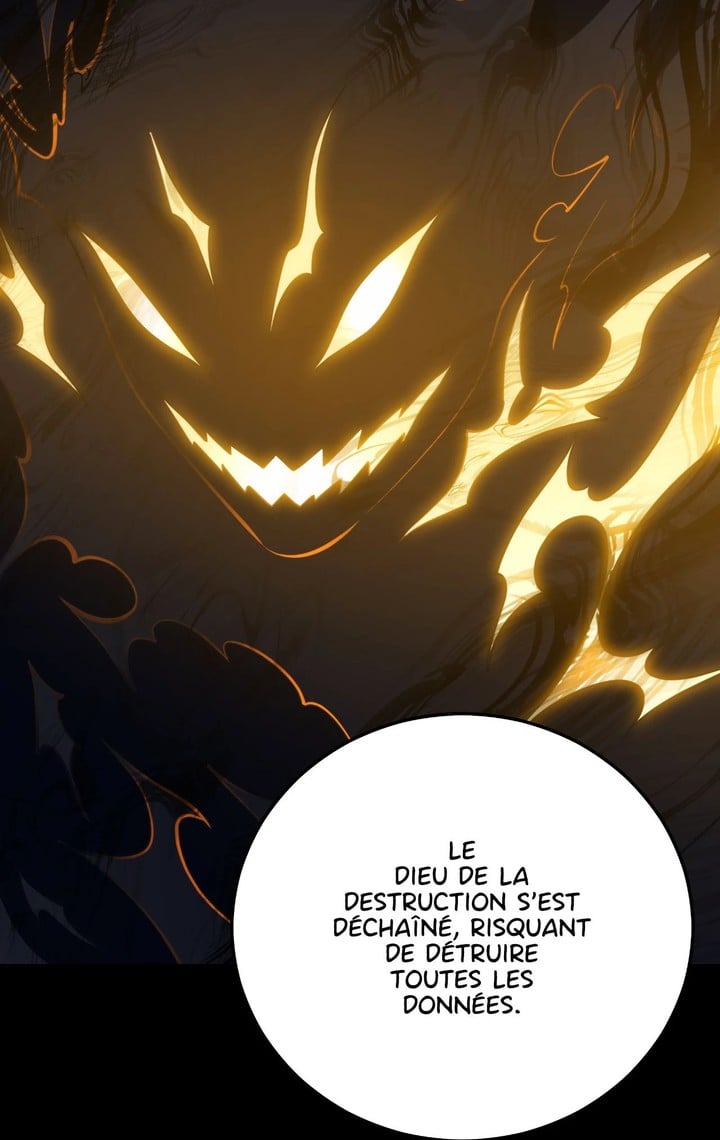 LE
DIEU DE LA
DESTRUCTION S'EST
DÉCHAÎNÉ, RISQUANT
DE DÉTRUIRE
TOUTES LES
DONNÉES.